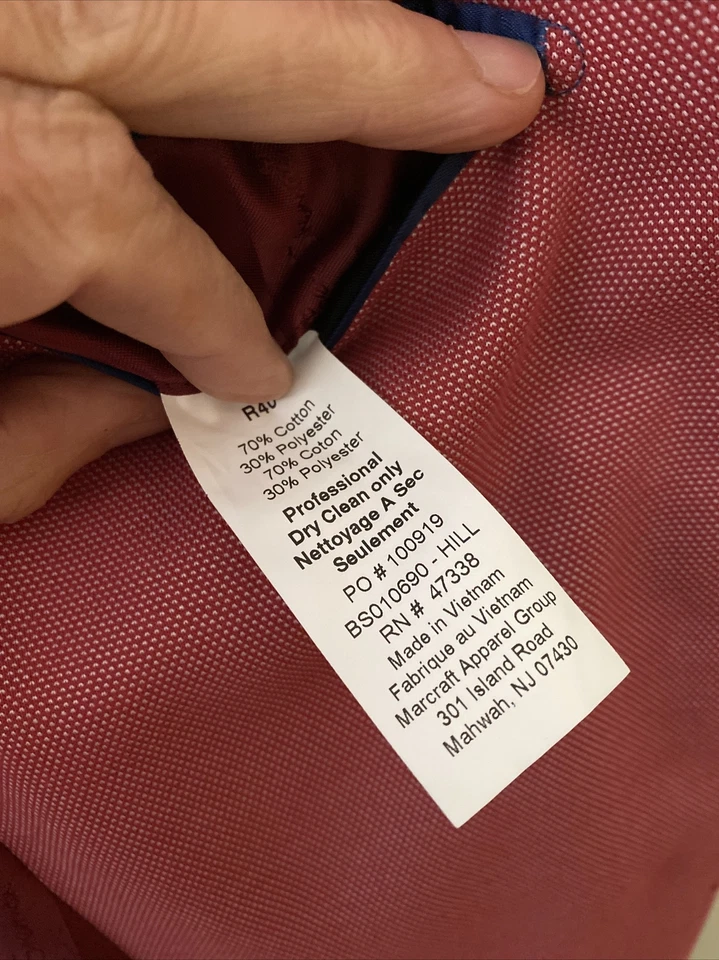 R40
70% Cotton
30% Polyester
70% Coton
30% Polyester
Professional
Dry Clean only
Nettoyage A Sec
Seulement
PO # 100919
BS010690 - HILL
RN # 47338
Made in Vietnam
Fabrique au Vietnam
Marcraft Apparel Group
301 Island Road
Mahwah, NJ 07430